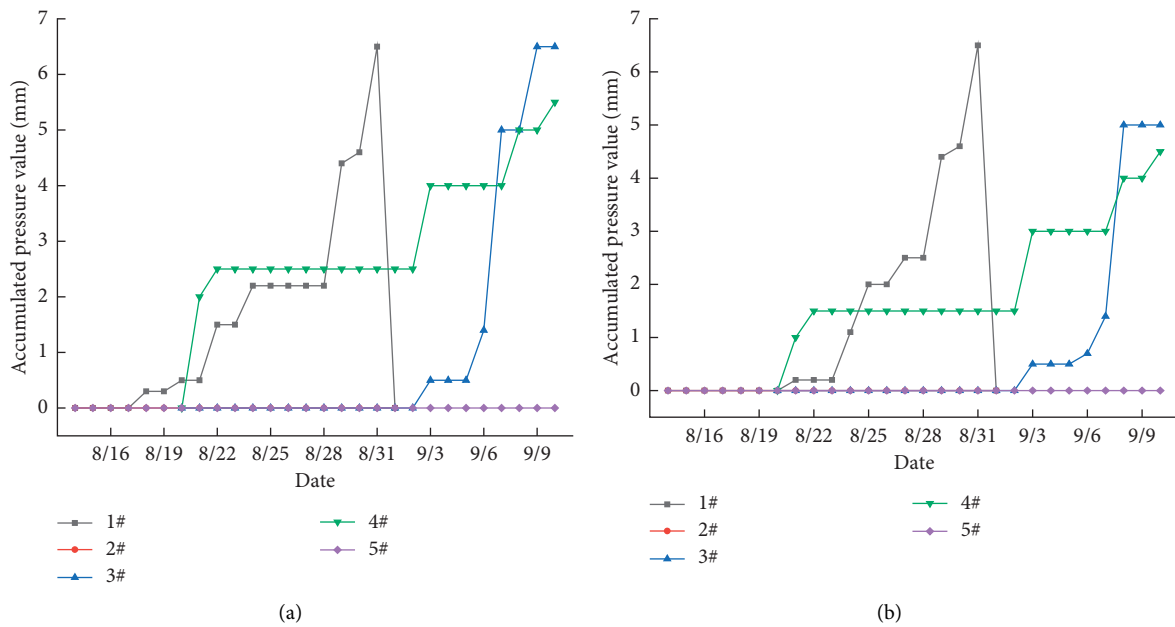 7
6
5
4
3
2
1
0
Accumulated pressure value (mm)
8/16 8/19 8/22 8/25 8/28 8/31 9/3 9/6 9/9
Date
1# 4#
2# 5#
3#
(a)
7
6
5
4
3
2
1
0
Accumulated pressure value (mm)
8/16 8/19 8/22 8/25 8/28 8/31 9/3 9/6 9/9
Date
1# 4#
2# 5#
3#
(b)